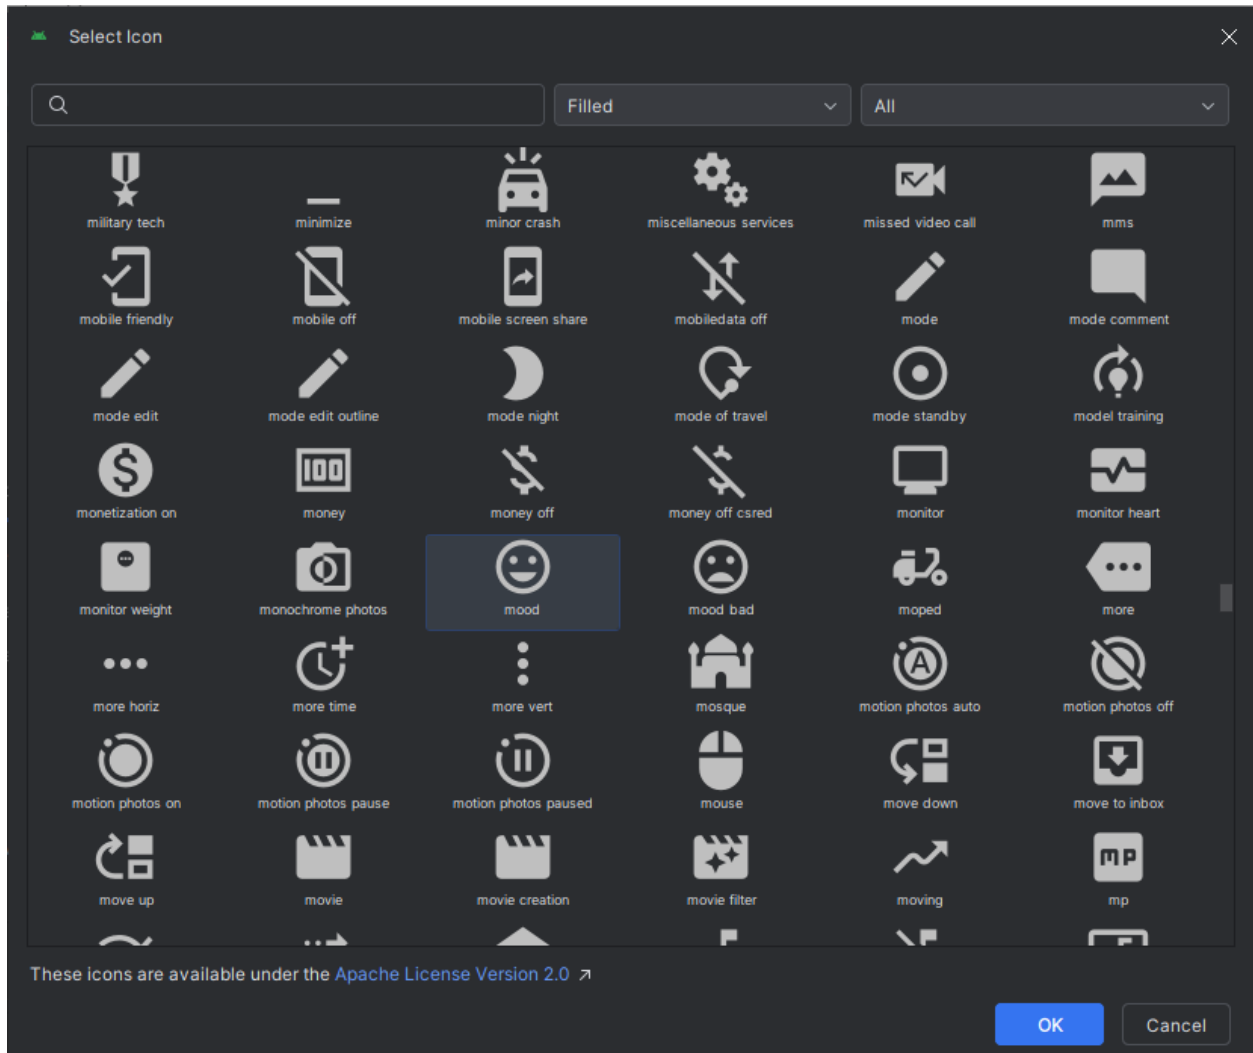 Select Icon
Filled
All
military tech
minimize
minor crash
miscellaneous services
missed video call
mms
mobile friendly
mobile off
mobile screen share
mobiledata off
mode
mode comment
mode edit
mode edit outline
mode night
mode of travel
mode standby
model training
100
monetization on
money
money off
money off csred
monitor
monitor heart
monitor weight
monochrome photos
mood
mood bad
moped
more
A
more horiz
more time
more vert
mosque
motion photos auto
motion photos off
motion photos on
motion photos pause
motion photos paused
mouse
move down
move to inbox
mp
move up
movie
movie creation
movie filter
moving
mp
These icons are available under the Apache License Version 2.0 ↗
OK
Cancel